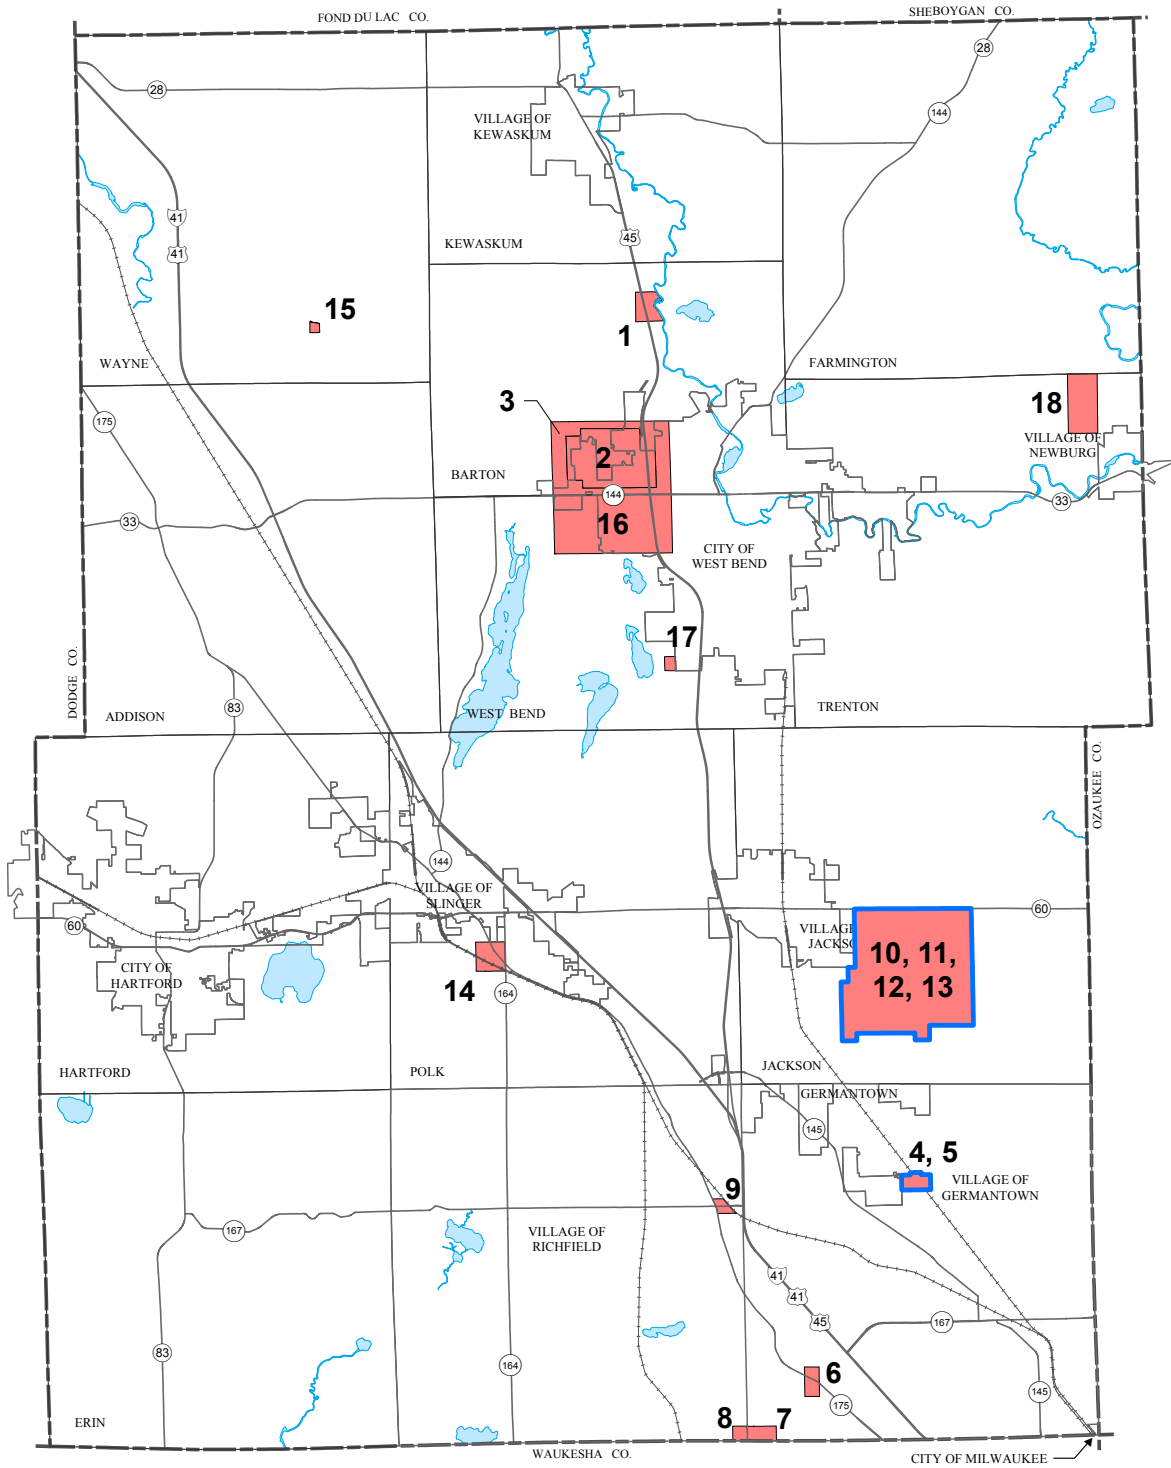 FOND DU LAC CO.
SHEBOYGAN CO.
28
28
144
VILLAGE OF
KEWASKUM
41
45
41
KEWASKUM
15
1
WAYNE
FARMINGTON
3
18
175
VILLAGE OF
NEWBURG
2
BARTON
144
33
33
16
CITY OF
WEST BEND
17
DODGE CO.
83
ADDISON
WEST BEND
TRENTON
OZAUKEE CO.
144
VILLAGE OF
SLINGER
60
60
VILLAGE
JACKSO
10, 11,
12, 13
CITY OF
HARTFORD
14
164
HARTFORD
POLK
JACKSON
GERMANTOWN
145
4, 5
VILLAGE OF
GERMANTOWN
9
167
VILLAGE OF
RICHFIELD
41
41
45
167
83
164
6
175
145
8
7
ERIN
WAUKESHA CO.
CITY OF MILWAUKEE